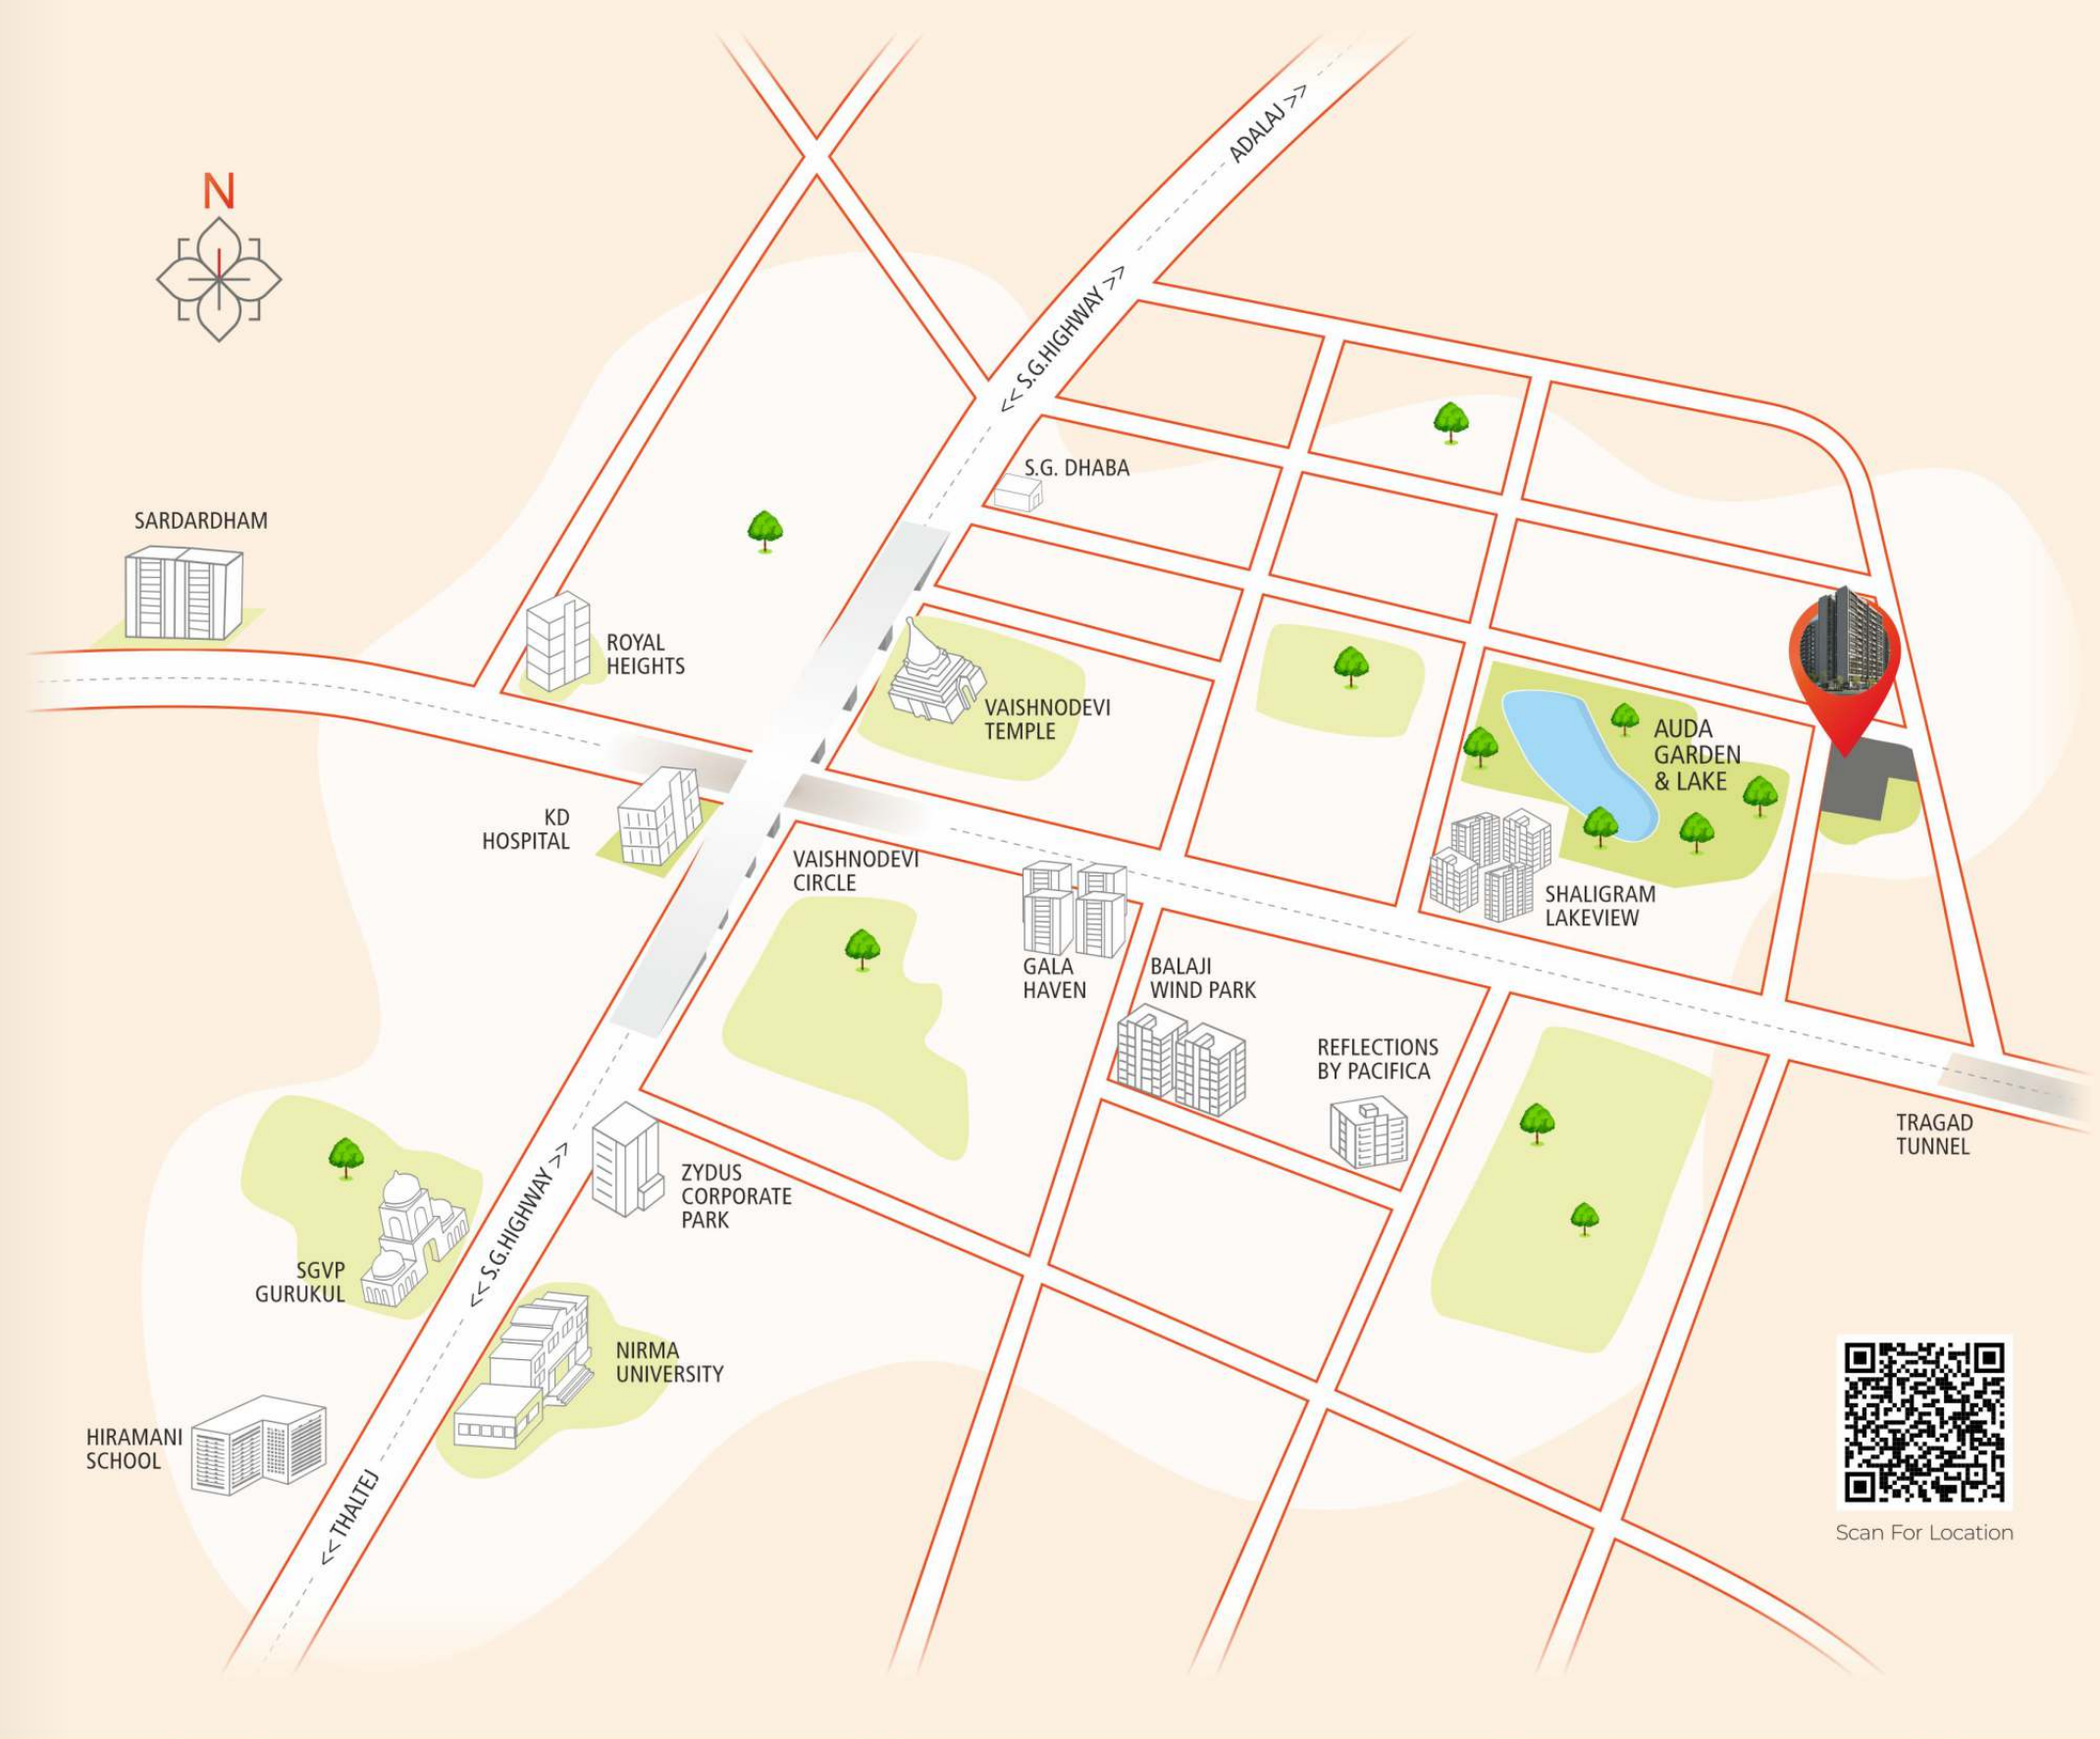 N
ADALAJ >>
<< S.G.HIGHWAY >>
S.G. DHABA
SARDARDHAM
ROYAL
HEIGHTS
VAISHNODEVI
TEMPLE
AUDA
GARDEN
& LAKE
KD
HOSPITAL
VAISHNODEVI
CIRCLE
SHALIGRAM
LAKEVIEW
GALA
HAVEN
BALAJI
WIND PARK
REFLECTIONS
BY PACIFICA
TRAGAD
TUNNEL
ZYDUS
CORPORATE
PARK
<< S.G.HIGHWAY >>
SGVP
GURUKUL
NIRMA
UNIVERSITY
HIRAMANI
SCHOOL
<< THALTEJ
Scan For Location